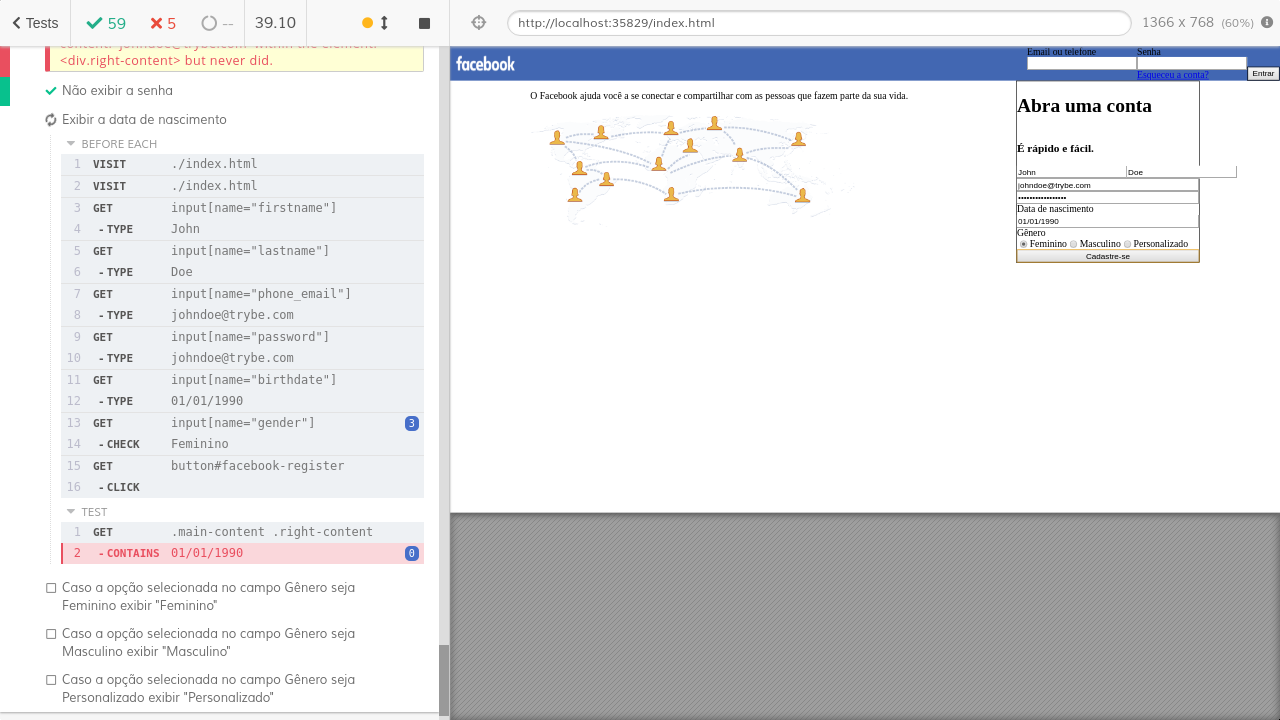 Tests
59
5
--
39.10
http://localhost:35829/index.html
1366 x 768 (60%)
content: 'johndoe@trybe.com' within the element:
<div.right-content> but never did.
Não exibir a senha
Exibir a data de nascimento
BEFORE EACH
1 VISIT ./index.html
2 VISIT ./index.html
3 GET input[name="firstname"]
4 -TYPE John
5 GET input[name="lastname"]
6 -TYPE Doe
7 GET input[name="phone_email"]
8 -TYPE johndoe@trybe.com
9 GET input[name="password"]
10 -TYPE johndoe@trybe.com
11 GET input[name="birthdate"]
12 -TYPE 01/01/1990
13 GET input[name="gender"] 3
14 -CHECK Feminino
15 GET button#facebook-register
16 -CLICK
TEST
1 GET .main-content .right-content
2 -CONTAINS 01/01/1990 0
Caso a opção selecionada no campo Gênero seja
Feminino exibir "Feminino"
Caso a opção selecionada no campo Gênero seja
Masculino exibir "Masculino"
Caso a opção selecionada no campo Gênero seja
Personalizado exibir "Personalizado"
facebook
Email ou telefone
Senha
Esqueceu a conta?
Entrar
O Facebook ajuda você a se conectar e compartilhar com as pessoas que fazem parte da sua vida.
Abra uma conta
É rápido e fácil.
John
Doe
johndoe@trybe.com
•••••••••••••••••
Data de nascimento
01/01/1990
Gênero
Feminino Masculino Personalizado
Cadastre-se